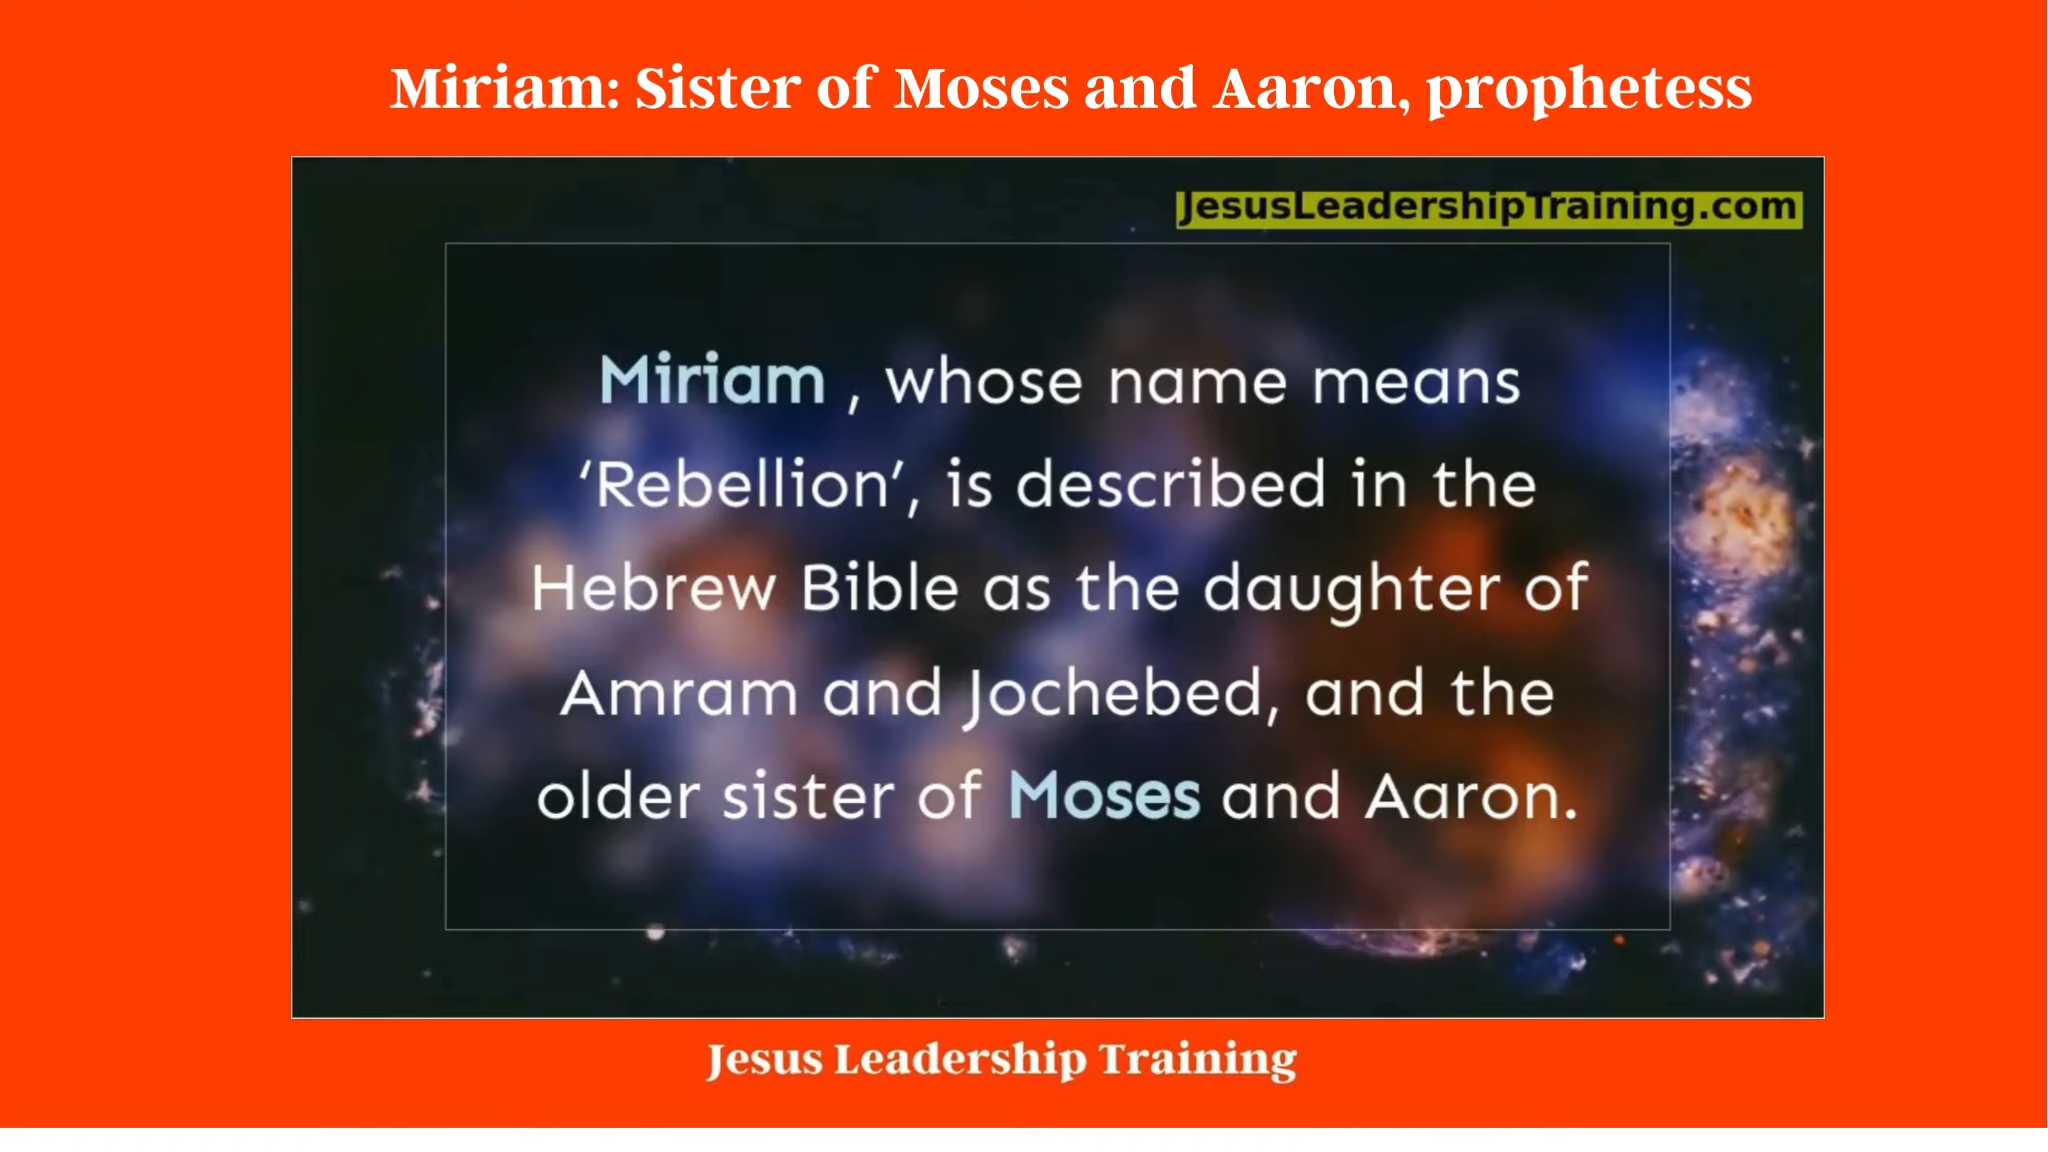 Miriam: Sister of Moses and Aaron, prophetess
JesusLeadershipTraining.com
Miriam , whose name means
‘Rebellion’, is described in the
Hebrew Bible as the daughter of
Amram and Jochebed, and the
older sister of Moses and Aaron.
Jesus Leadership Training